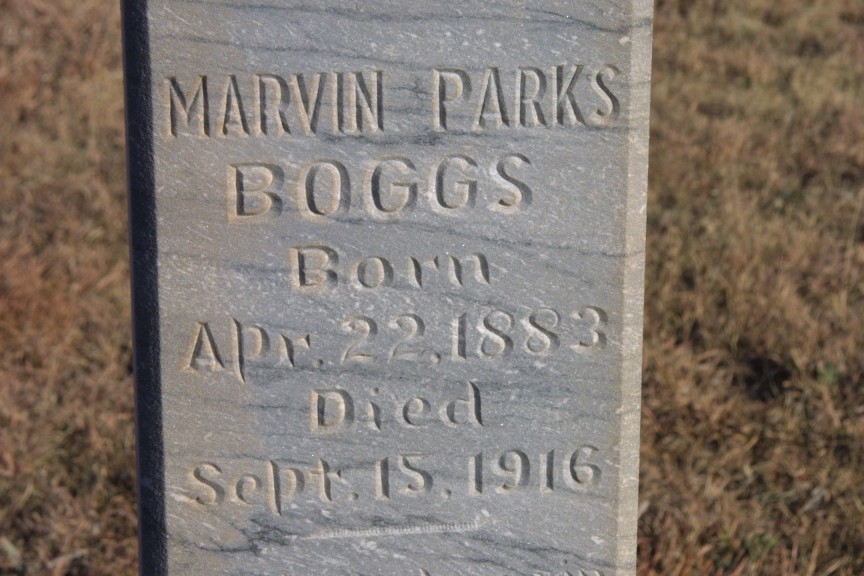 MARVIN PARKS
BOGGS
Born
Apr. 22, 1883
Died
Sept. 15, 1916